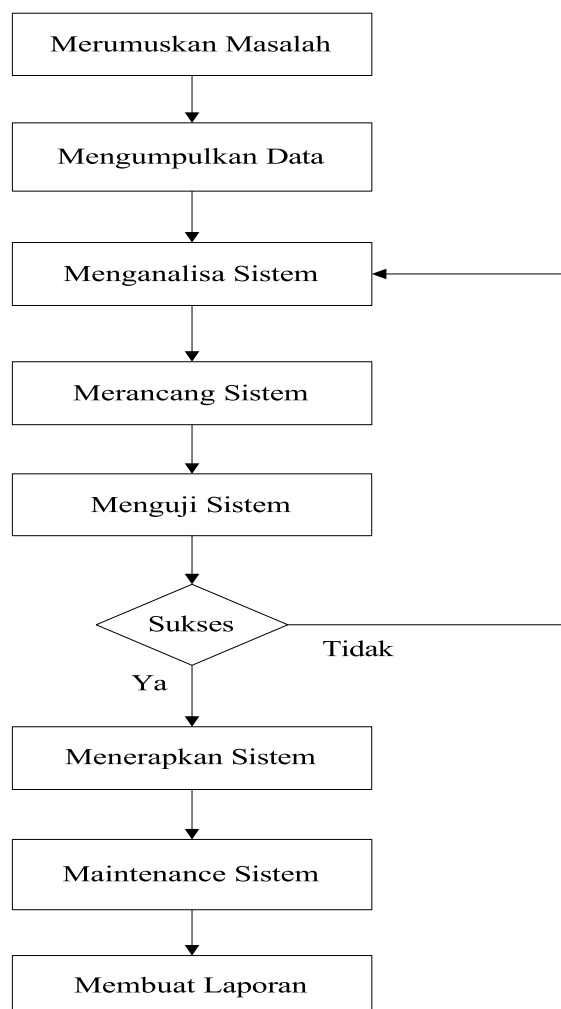 Merumuskan Masalah
Mengumpulkan Data
Menganalisa Sistem
Merancang Sistem
Menguji Sistem
Sukses
Tidak
Ya
Menerapkan Sistem
Maintenance Sistem
Membuat Laporan